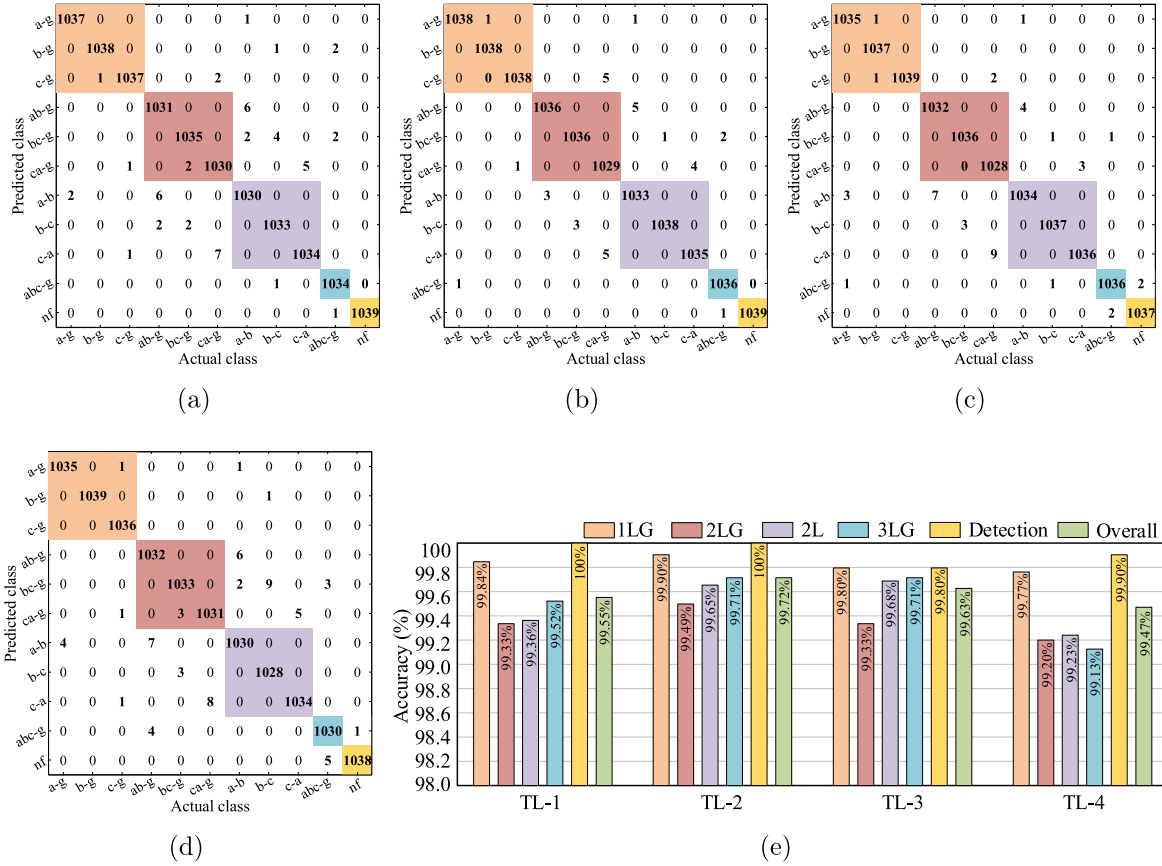 a-g 1037 0 0 0 0 0 1 0 0 0 0
b-g 0 1038 0 0 0 0 0 1 0 2 0
c-g 0 1 1037 0 0 2 0 0 0 0 0
ab-g 0 0 0 1031 0 0 6 0 0 0 0
bc-g 0 0 0 0 1035 0 2 4 0 2 0
ca-g 0 0 1 0 2 1030 0 0 5 0 0
a-b 2 0 0 6 0 0 1030 0 0 0 0
b-c 0 0 0 2 2 0 0 1033 0 0 0
c-a 0 0 1 0 0 7 0 0 1034 0 0
abc-g 0 0 0 0 0 0 0 1 0 1034 0
nf 0 0 0 0 0 0 0 0 0 1 1039
a-g b-g c-g ab-g bc-g ca-g a-b b-c c-a abc-g nf
Predicted class
Actual class
(a)
a-g 1038 1 0 0 0 0 1 0 0 0 0
b-g 0 1038 0 0 0 0 0 0 0 0 0
c-g 0 0 1038 0 0 5 0 0 0 0 0
ab-g 0 0 0 1036 0 0 5 0 0 0 0
bc-g 0 0 0 0 1036 0 0 1 0 2 0
ca-g 0 0 1 0 0 1029 0 0 4 0 0
a-b 0 0 0 3 0 0 1033 0 0 0 0
b-c 0 0 0 0 3 0 0 1038 0 0 0
c-a 0 0 0 0 0 5 0 0 1035 0 0
abc-g 1 0 0 0 0 0 0 0 0 1036 0
nf 0 0 0 0 0 0 0 0 0 1 1039
a-g b-g c-g ab-g bc-g ca-g a-b b-c c-a abc-g nf
Predicted class
Actual class
(b)
a-g 1035 1 0 0 0 0 1 0 0 0 0
b-g 0 1037 0 0 0 0 0 0 0 0 0
c-g 0 1 1039 0 0 2 0 0 0 0 0
ab-g 0 0 0 1032 0 0 4 0 0 0 0
bc-g 0 0 0 0 1036 0 0 1 0 1 0
ca-g 0 0 0 0 0 1028 0 0 3 0 0
a-b 3 0 0 7 0 0 1034 0 0 0 0
b-c 0 0 0 0 3 0 0 1037 0 0 0
c-a 0 0 0 0 0 9 0 0 1036 0 0
abc-g 1 0 0 0 0 0 0 1 0 1036 2
nf 0 0 0 0 0 0 0 0 0 2 1037
a-g b-g c-g ab-g bc-g ca-g a-b b-c c-a abc-g nf
Predicted class
Actual class
(c)
a-g 1035 0 1 0 0 0 1 0 0 0 0
b-g 0 1039 0 0 0 0 0 1 0 0 0
c-g 0 0 1036 0 0 0 0 0 0 0 0
ab-g 0 0 0 1032 0 0 6 0 0 0 0
bc-g 0 0 0 0 1033 0 2 9 0 3 0
ca-g 0 0 1 0 3 1031 0 0 5 0 0
a-b 4 0 0 7 0 0 1030 0 0 0 0
b-c 0 0 0 0 3 0 0 1028 0 0 0
c-a 0 0 1 0 0 8 0 0 1034 0 0
abc-g 0 0 0 4 0 0 0 0 0 1030 1
nf 0 0 0 0 0 0 0 0 0 5 1038
a-g b-g c-g ab-g bc-g ca-g a-b b-c c-a abc-g nf
Predicted class
Actual class
(d)
1LG 2LG 2L 3LG Detection Overall
Accuracy (%)
100
99.8
99.6
99.4
99.2
99.0
98.8
98.6
98.4
98.2
98.0
99.84% 99.33% 99.36% 99.52% 100% 99.55%
99.90% 99.49% 99.65% 99.71% 100% 99.72%
99.80% 99.33% 99.68% 99.71% 99.80% 99.63%
99.77% 99.20% 99.23% 99.13% 99.90% 99.47%
TL-1 TL-2 TL-3 TL-4
(e)